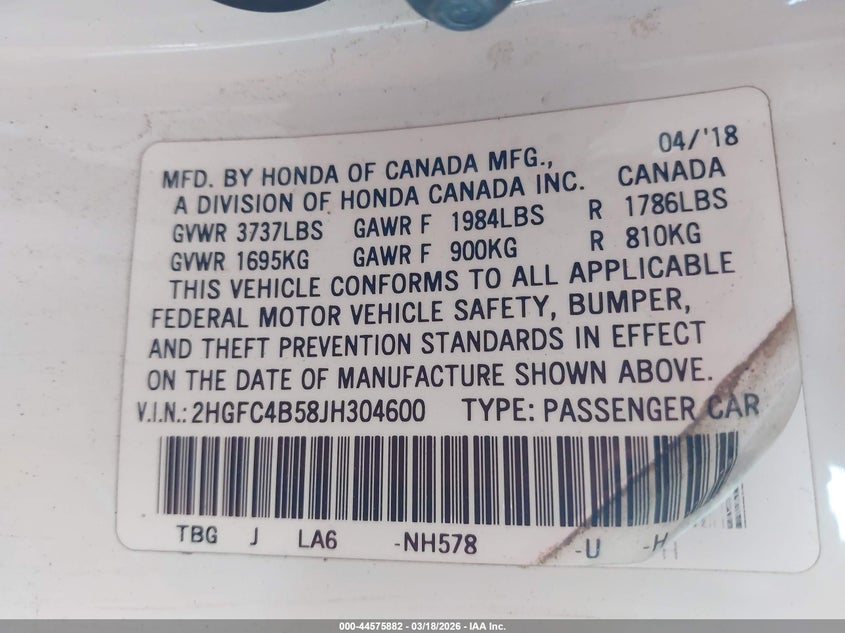 04/'18
MFD. BY HONDA OF CANADA MFG.,
A DIVISION OF HONDA CANADA INC. CANADA
GVWR 3737LBS GAWR F 1984LBS R 1786LBS
GVWR 1695KG GAWR F 900KG R 810KG
THIS VEHICLE CONFORMS TO ALL APPLICABLE
FEDERAL MOTOR VEHICLE SAFETY, BUMPER,
AND THEFT PREVENTION STANDARDS IN EFFECT
ON THE DATE OF MANUFACTURE SHOWN ABOVE.
V.I.N.: 2HGFC4B58JH304600 TYPE: PASSENGER CAR
TBG J LA6 -NH578 -U -H
000-44575882 - 03/18/2026 - IAA Inc.